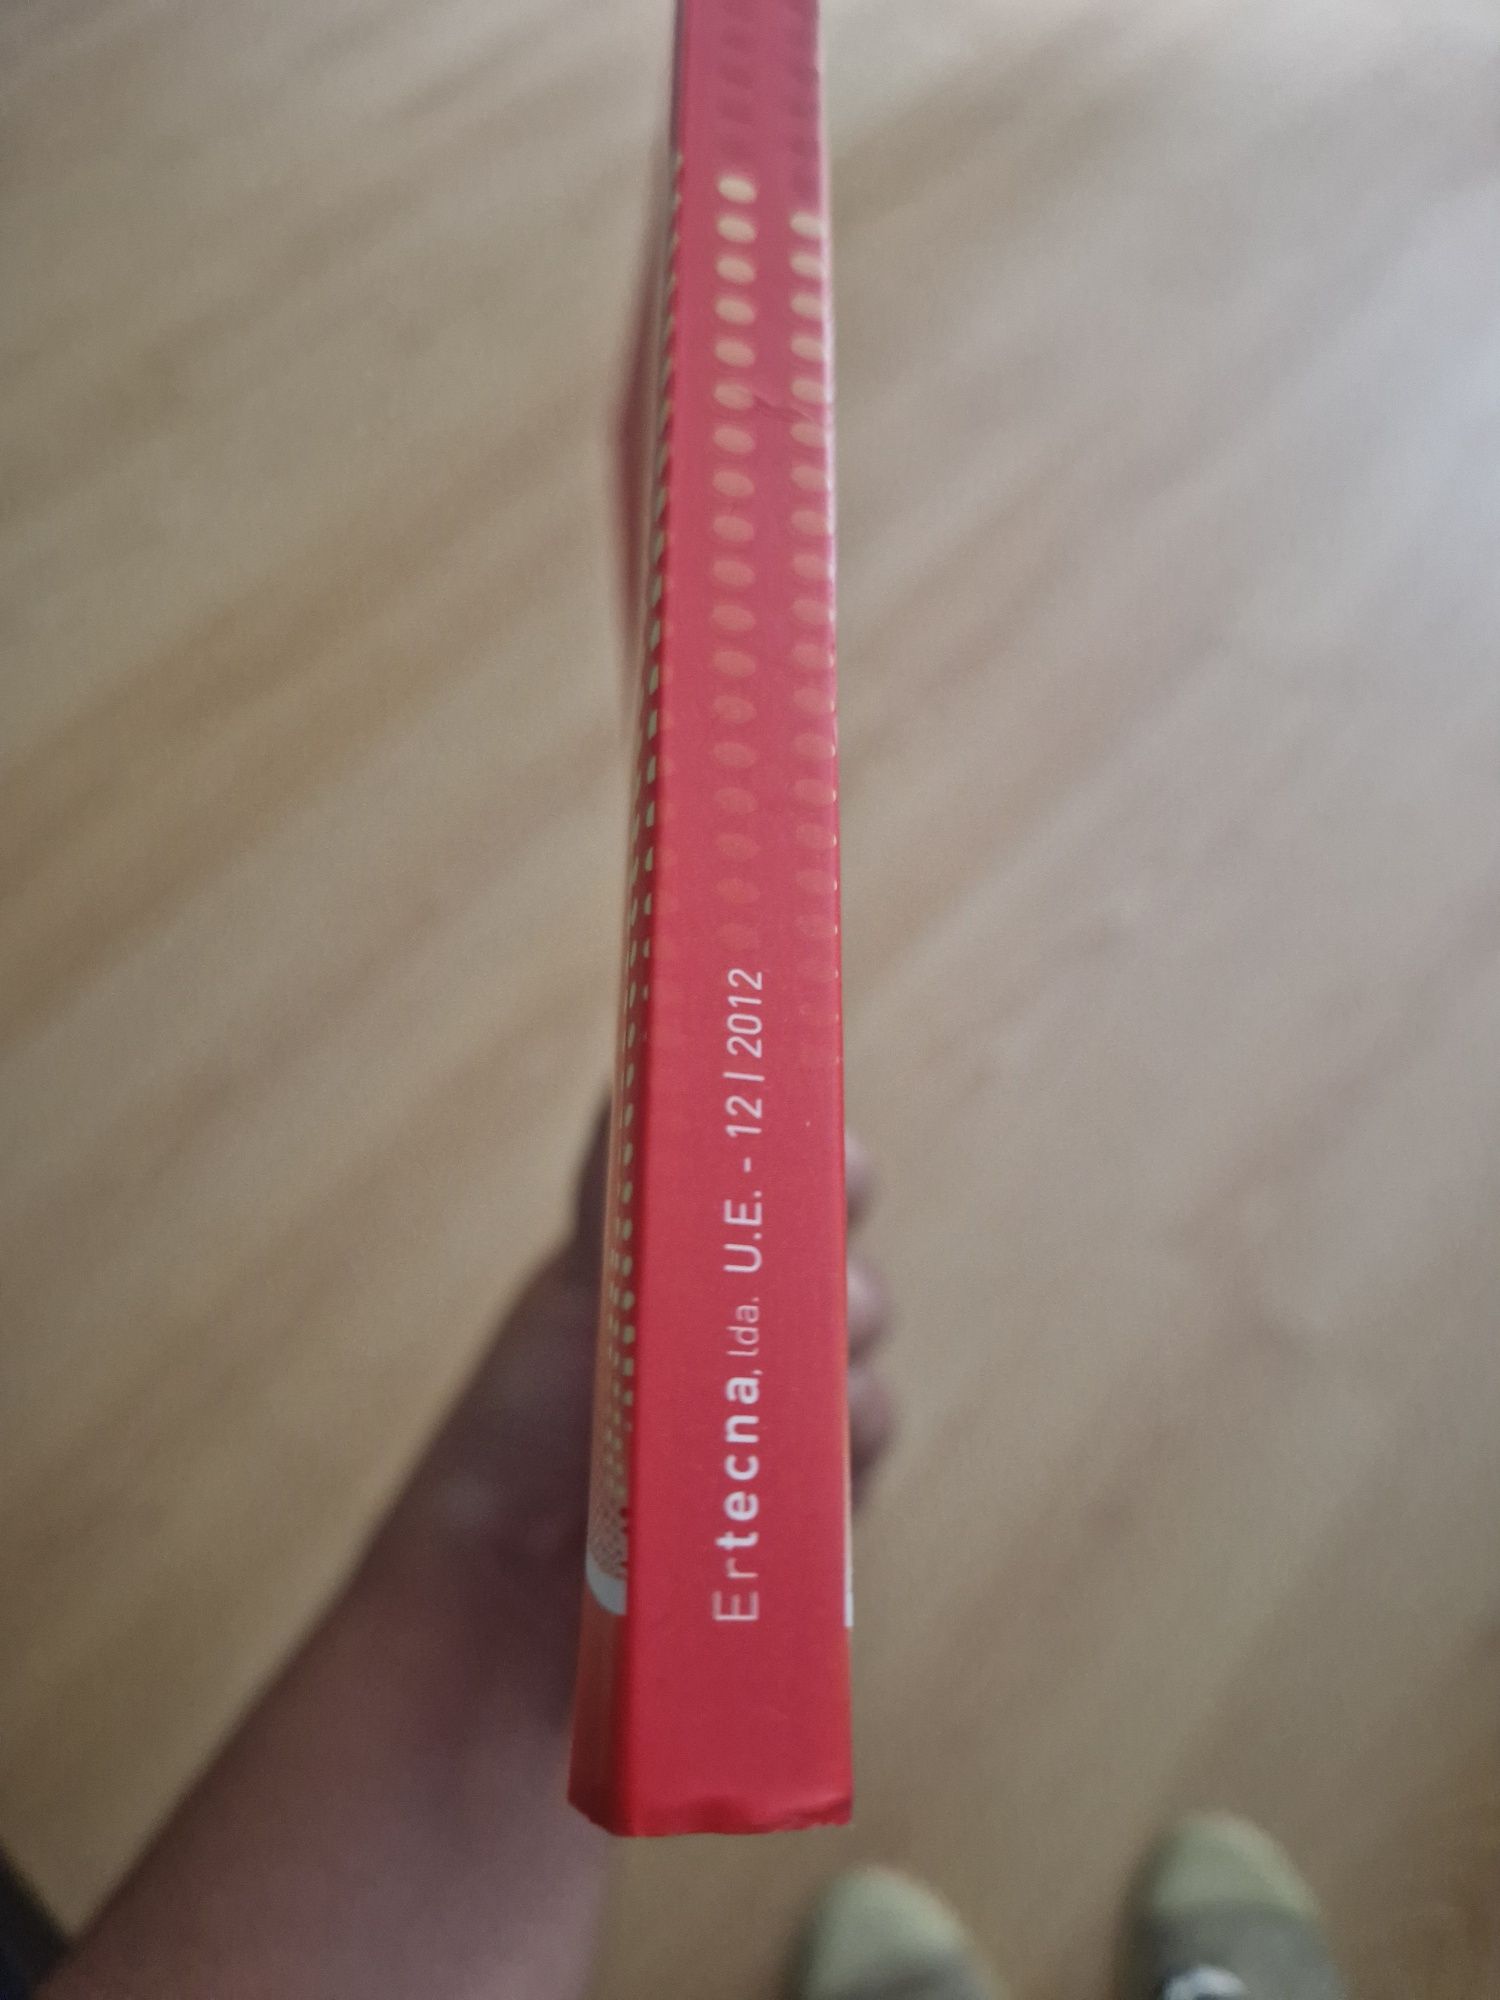 Ertecna, lda. U.E. - 12 / 2012